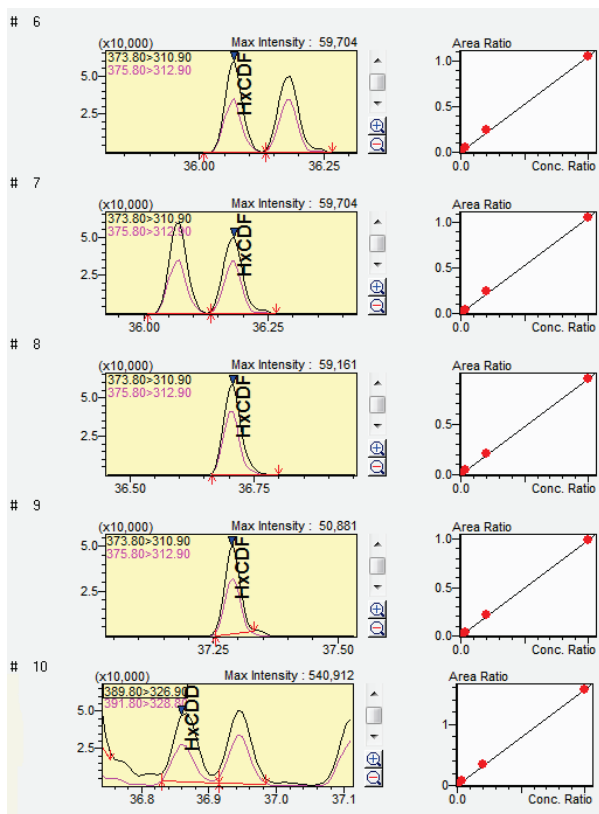 # 6
(x10,000) Max Intensity : 59,704
373.80>310.90
375.80>312.90
HxCDF
5.0
2.5
36.00 36.25
Area Ratio
1.0
0.5
0.0
0.0 Conc. Ratio
# 7
(x10,000) Max Intensity : 59,704
373.80>310.90
375.80>312.90
HxCDF
5.0
2.5
36.00 36.25
Area Ratio
1.0
0.5
0.0
0.0 Conc. Ratio
# 8
(x10,000) Max Intensity : 59,161
373.80>310.90
375.80>312.90
HxCDF
5.0
2.5
36.50 36.75
Area Ratio
0.5
0.0
0.0 Conc. Ratio
# 9
(x10,000) Max Intensity : 50,881
373.80>310.90
375.80>312.90
HxCDF
5.0
2.5
37.25 37.50
Area Ratio
1.0
0.5
0.0
0.0 Conc. Ratio
# 10
(x10,000) Max Intensity : 540,912
389.80>326.90
391.80>328.8
HxCDD
5.0
2.5
36.8 36.9 37.0 37.1
Area Ratio
1
0
0.0 Conc. Ratio